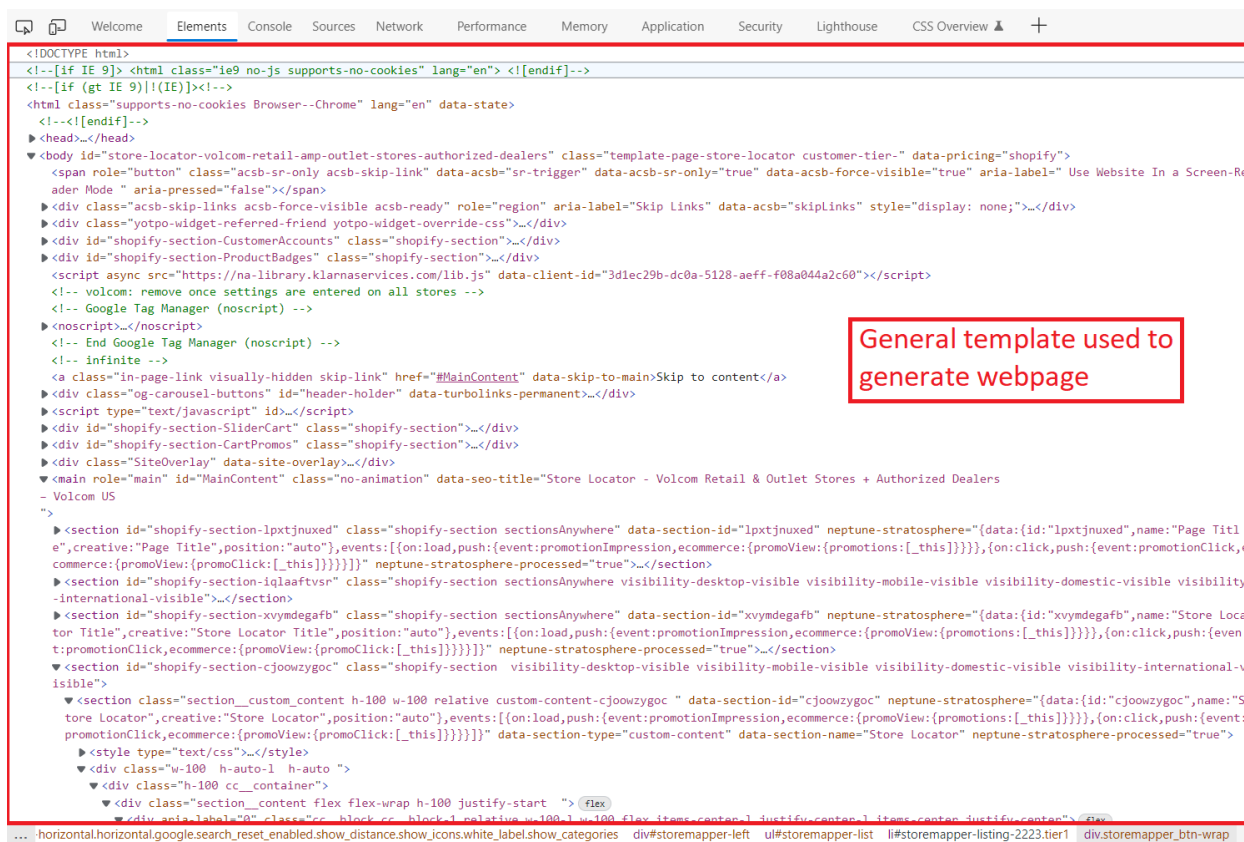 Welcome Elements Console Sources Network Performance Memory Application Security Lighthouse CSS Overview
<!DOCTYPE html>
<!--[if IE 9]> <html class="ie9 no-js supports-no-cookies" lang="en"> <![endif]-->
<!--[if (gt IE 9)|!(IE)]><!-->
<html class="supports-no-cookies Browser--Chrome" lang="en" data-state>
<!--<![endif]-->
<head>…</head>
<body id="store-locator-volcom-retail-amp-outlet-stores-authorized-dealers" class="template-page-store-locator customer-tier-" data-pricing="shopify">
<span role="button" class="acsb-sr-only acsb-skip-link" data-acsb="sr-trigger" data-acsb-sr-only="true" data-acsb-force-visible="true" aria-label=" Use Website In a Screen-Re
ader Mode " aria-pressed="false"></span>
<div class="acsb-skip-links acsb-force-visible acsb-ready" role="region" aria-label="Skip Links" data-acsb="skipLinks" style="display: none;">…</div>
<div class="yotpo-widget-referred-friend yotpo-widget-override-css">…</div>
<div id="shopify-section-CustomerAccounts" class="shopify-section">…</div>
<div id="shopify-section-ProductBadges" class="shopify-section">…</div>
<script async src="https://na-library.klarnaservices.com/lib.js" data-client-id="3d1ec29b-dc0a-5128-aeff-f08a044a2c60"></script>
<!-- volcom: remove once settings are entered on all stores -->
<!-- Google Tag Manager (noscript) -->
<noscript>…</noscript>
<!-- End Google Tag Manager (noscript) -->
<!-- infinite -->
<a class="in-page-link visually-hidden skip-link" href="#MainContent" data-skip-to-main>Skip to content</a>
<div class="og-carousel-buttons" id="header-holder" data-turbolinks-permanent>…</div>
<script type="text/javascript" id>…</script>
<div id="shopify-section-SliderCart" class="shopify-section">…</div>
<div id="shopify-section-CartPromos" class="shopify-section">…</div>
<div class="SiteOverlay" data-site-overlay>…</div>
<main role="main" id="MainContent" class="no-animation" data-seo-title="Store Locator - Volcom Retail & Outlet Stores + Authorized Dealers
– Volcom US
">
General template used to
generate webpage
<section id="shopify-section-lpxtjnuxed" class="shopify-section sectionsAnywhere" data-section-id="lpxtjnuxed" neptune-stratosphere="{data:{id:"lpxtjnuxed",name:"Page Titl
e",creative:"Page Title",position:"auto"},events:[{on:load,push:{event:promotionImpression,ecommerce:{promoView:{promotions:[_this]}}}},{on:click,push:{event:promotionClick,e
commerce:{promoView:{promoClick:[_this]}}}}]}" neptune-stratosphere-processed="true">…</section>
<section id="shopify-section-iqlaaftvsr" class="shopify-section sectionsAnywhere visibility-desktop-visible visibility-mobile-visible visibility-domestic-visible visibility
-international-visible">…</section>
<section id="shopify-section-xvymdegafb" class="shopify-section sectionsAnywhere" data-section-id="xvymdegafb" neptune-stratosphere="{data:{id:"xvymdegafb",name:"Store Loca
tor Title",creative:"Store Locator Title",position:"auto"},events:[{on:load,push:{event:promotionImpression,ecommerce:{promoView:{promotions:[_this]}}}},{on:click,push:{even
t:promotionClick,ecommerce:{promoView:{promoClick:[_this]}}}}]}" neptune-stratosphere-processed="true">…</section>
<section id="shopify-section-cjoowzygoc" class="shopify-section  visibility-desktop-visible visibility-mobile-visible visibility-domestic-visible visibility-international-v
isible">
<section class="section__custom_content h-100 w-100 relative custom-content-cjoowzygoc " data-section-id="cjoowzygoc" neptune-stratosphere="{data:{id:"cjoowzygoc",name:"S
tore Locator",creative:"Store Locator",position:"auto"},events:[{on:load,push:{event:promotionImpression,ecommerce:{promoView:{promotions:[_this]}}}},{on:click,push:{event:
promotionClick,ecommerce:{promoView:{promoClick:[_this]}}}}]}" data-section-type="custom-content" data-section-name="Store Locator" neptune-stratosphere-processed="true">
<style type="text/css">…</style>
<div class="w-100  h-auto-l  h-auto ">
<div class="h-100 cc__container">
<div class="section__content flex flex-wrap h-100 justify-start  "> flex
<div aria-label="0" class="cc__block cc__block-1 relative w-100-l w-100 flex items-center-l justify-center-l items-center justify-center"> flex
... horizontal.horizontal.google.search_reset_enabled.show_distance.show_icons.white_label.show_categories div#storemapper-left ul#storemapper-list li#storemapper-listing-2223.tier1 div.storemapper_btn-wrap